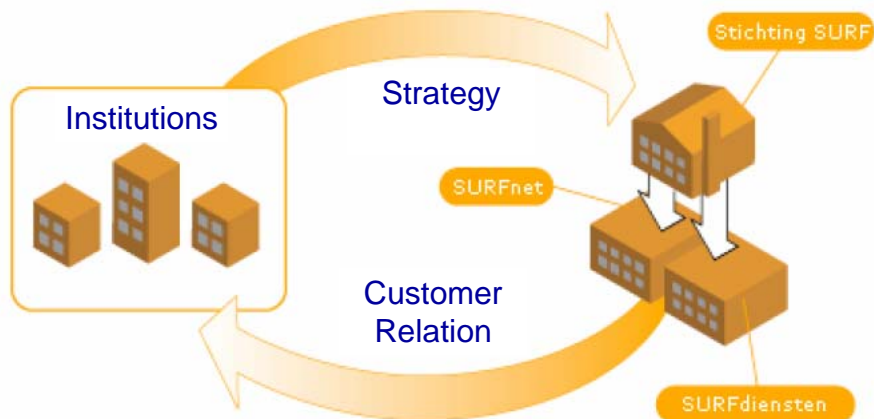 Stichting SURF
Strategy
Institutions
SURFnet
Customer
Relation
SURFdiensten